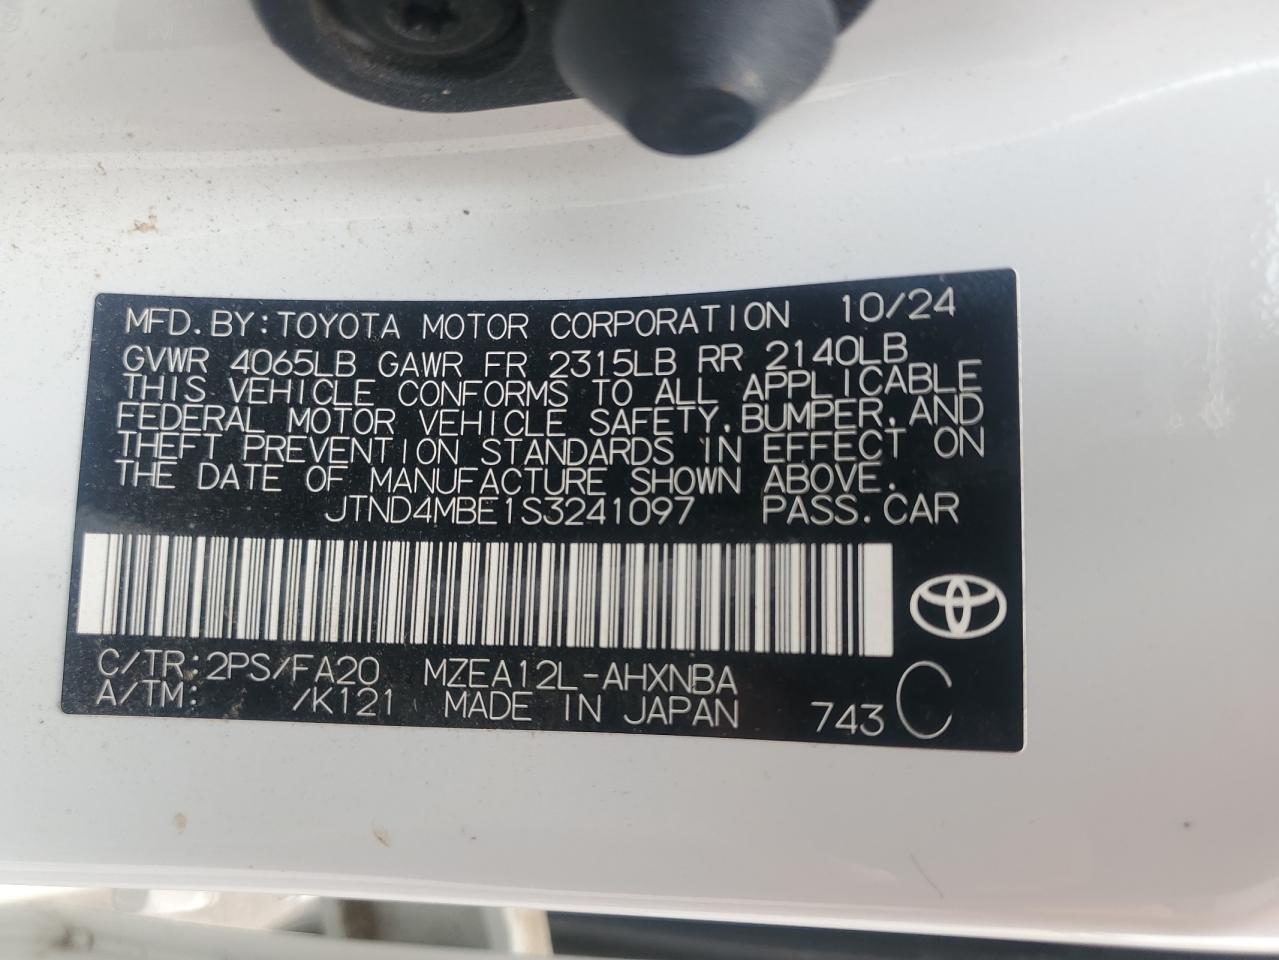 MFD.BY:TOYOTA MOTOR CORPORATION 10/24
GVWR 4065LB GAWR FR 2315LB RR 2140LB
THIS VEHICLE CONFORMS TO ALL APPLICABLE
FEDERAL MOTOR VEHICLE SAFETY,BUMPER,AND
THEFT PREVENTION STANDARDS IN EFFECT ON
THE DATE OF MANUFACTURE SHOWN ABOVE.
JTND4MBE1S3241097 PASS.CAR
C/TR:2PS/FA20 MZEA12L-AHXNBA
A/TM: /K121 MADE IN JAPAN 743 C